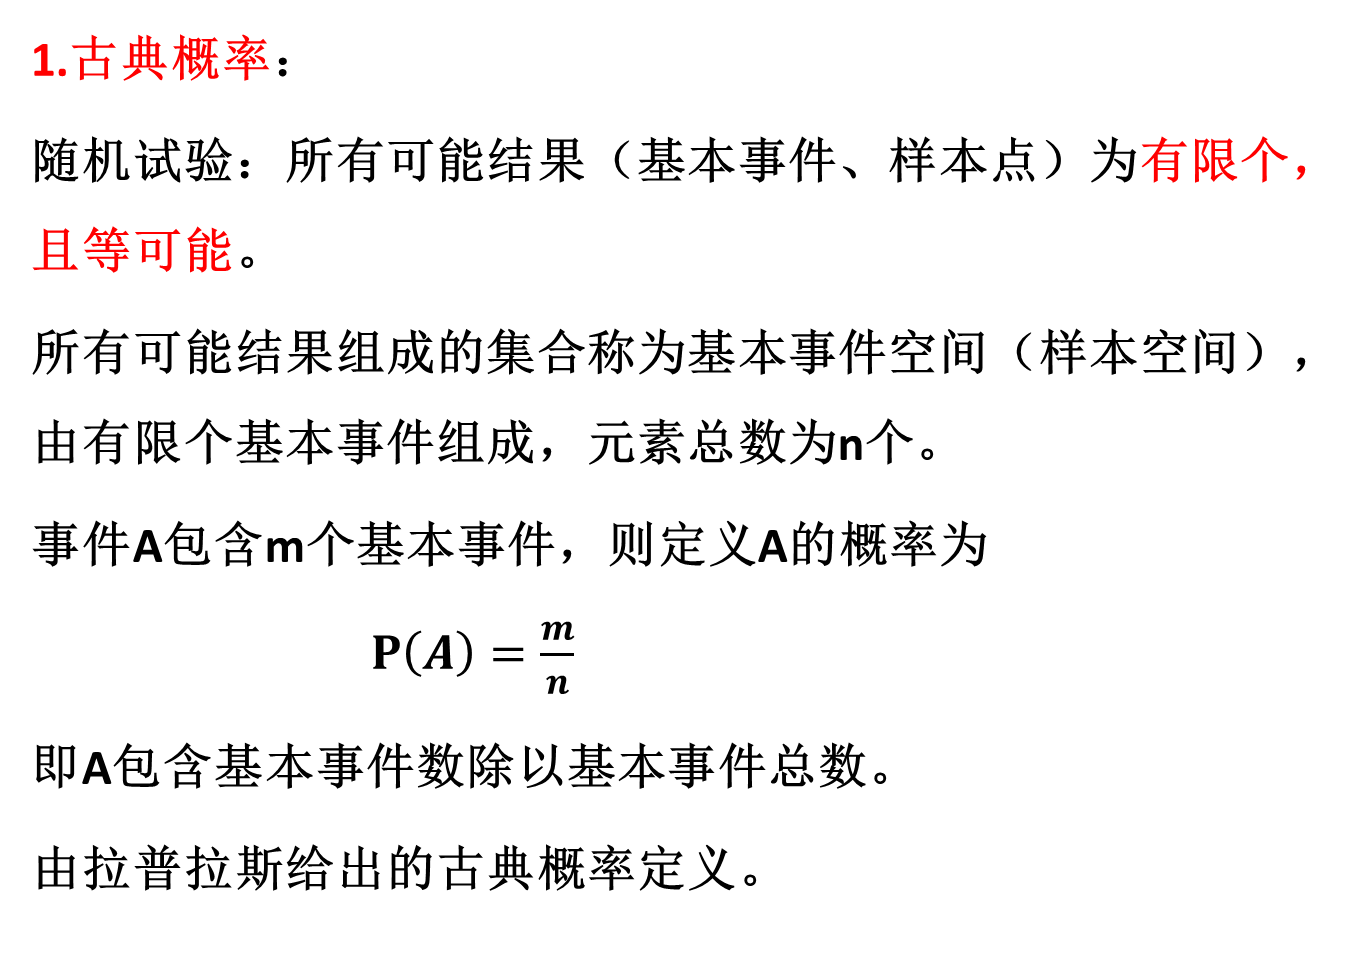 1.古典概率：
随机试验：所有可能结果（基本事件、样本点）为有限个，
且等可能。
所有可能结果组成的集合称为基本事件空间（样本空间），
由有限个基本事件组成，元素总数为n个。
事件A包含m个基本事件，则定义A的概率为
P(A) = m/n
即A包含基本事件数除以基本事件总数。
由拉普拉斯给出的古典概率定义。